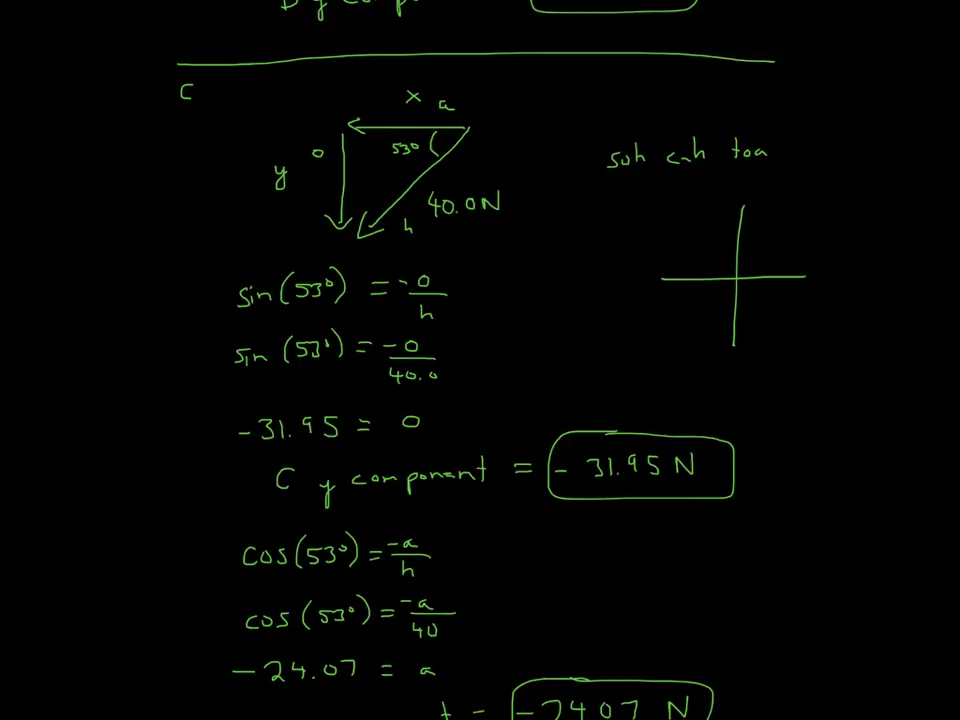 D y comp
C
x a
53°
o
y
40.0N
h
soh cah toa
sin(53°) = -o/h
sin(53°) = -o/40.0
-31.95 = o
C y component = -31.95 N
cos(53°) = -a/h
cos(53°) = -a/40
-24.07 = a
-24.07 N